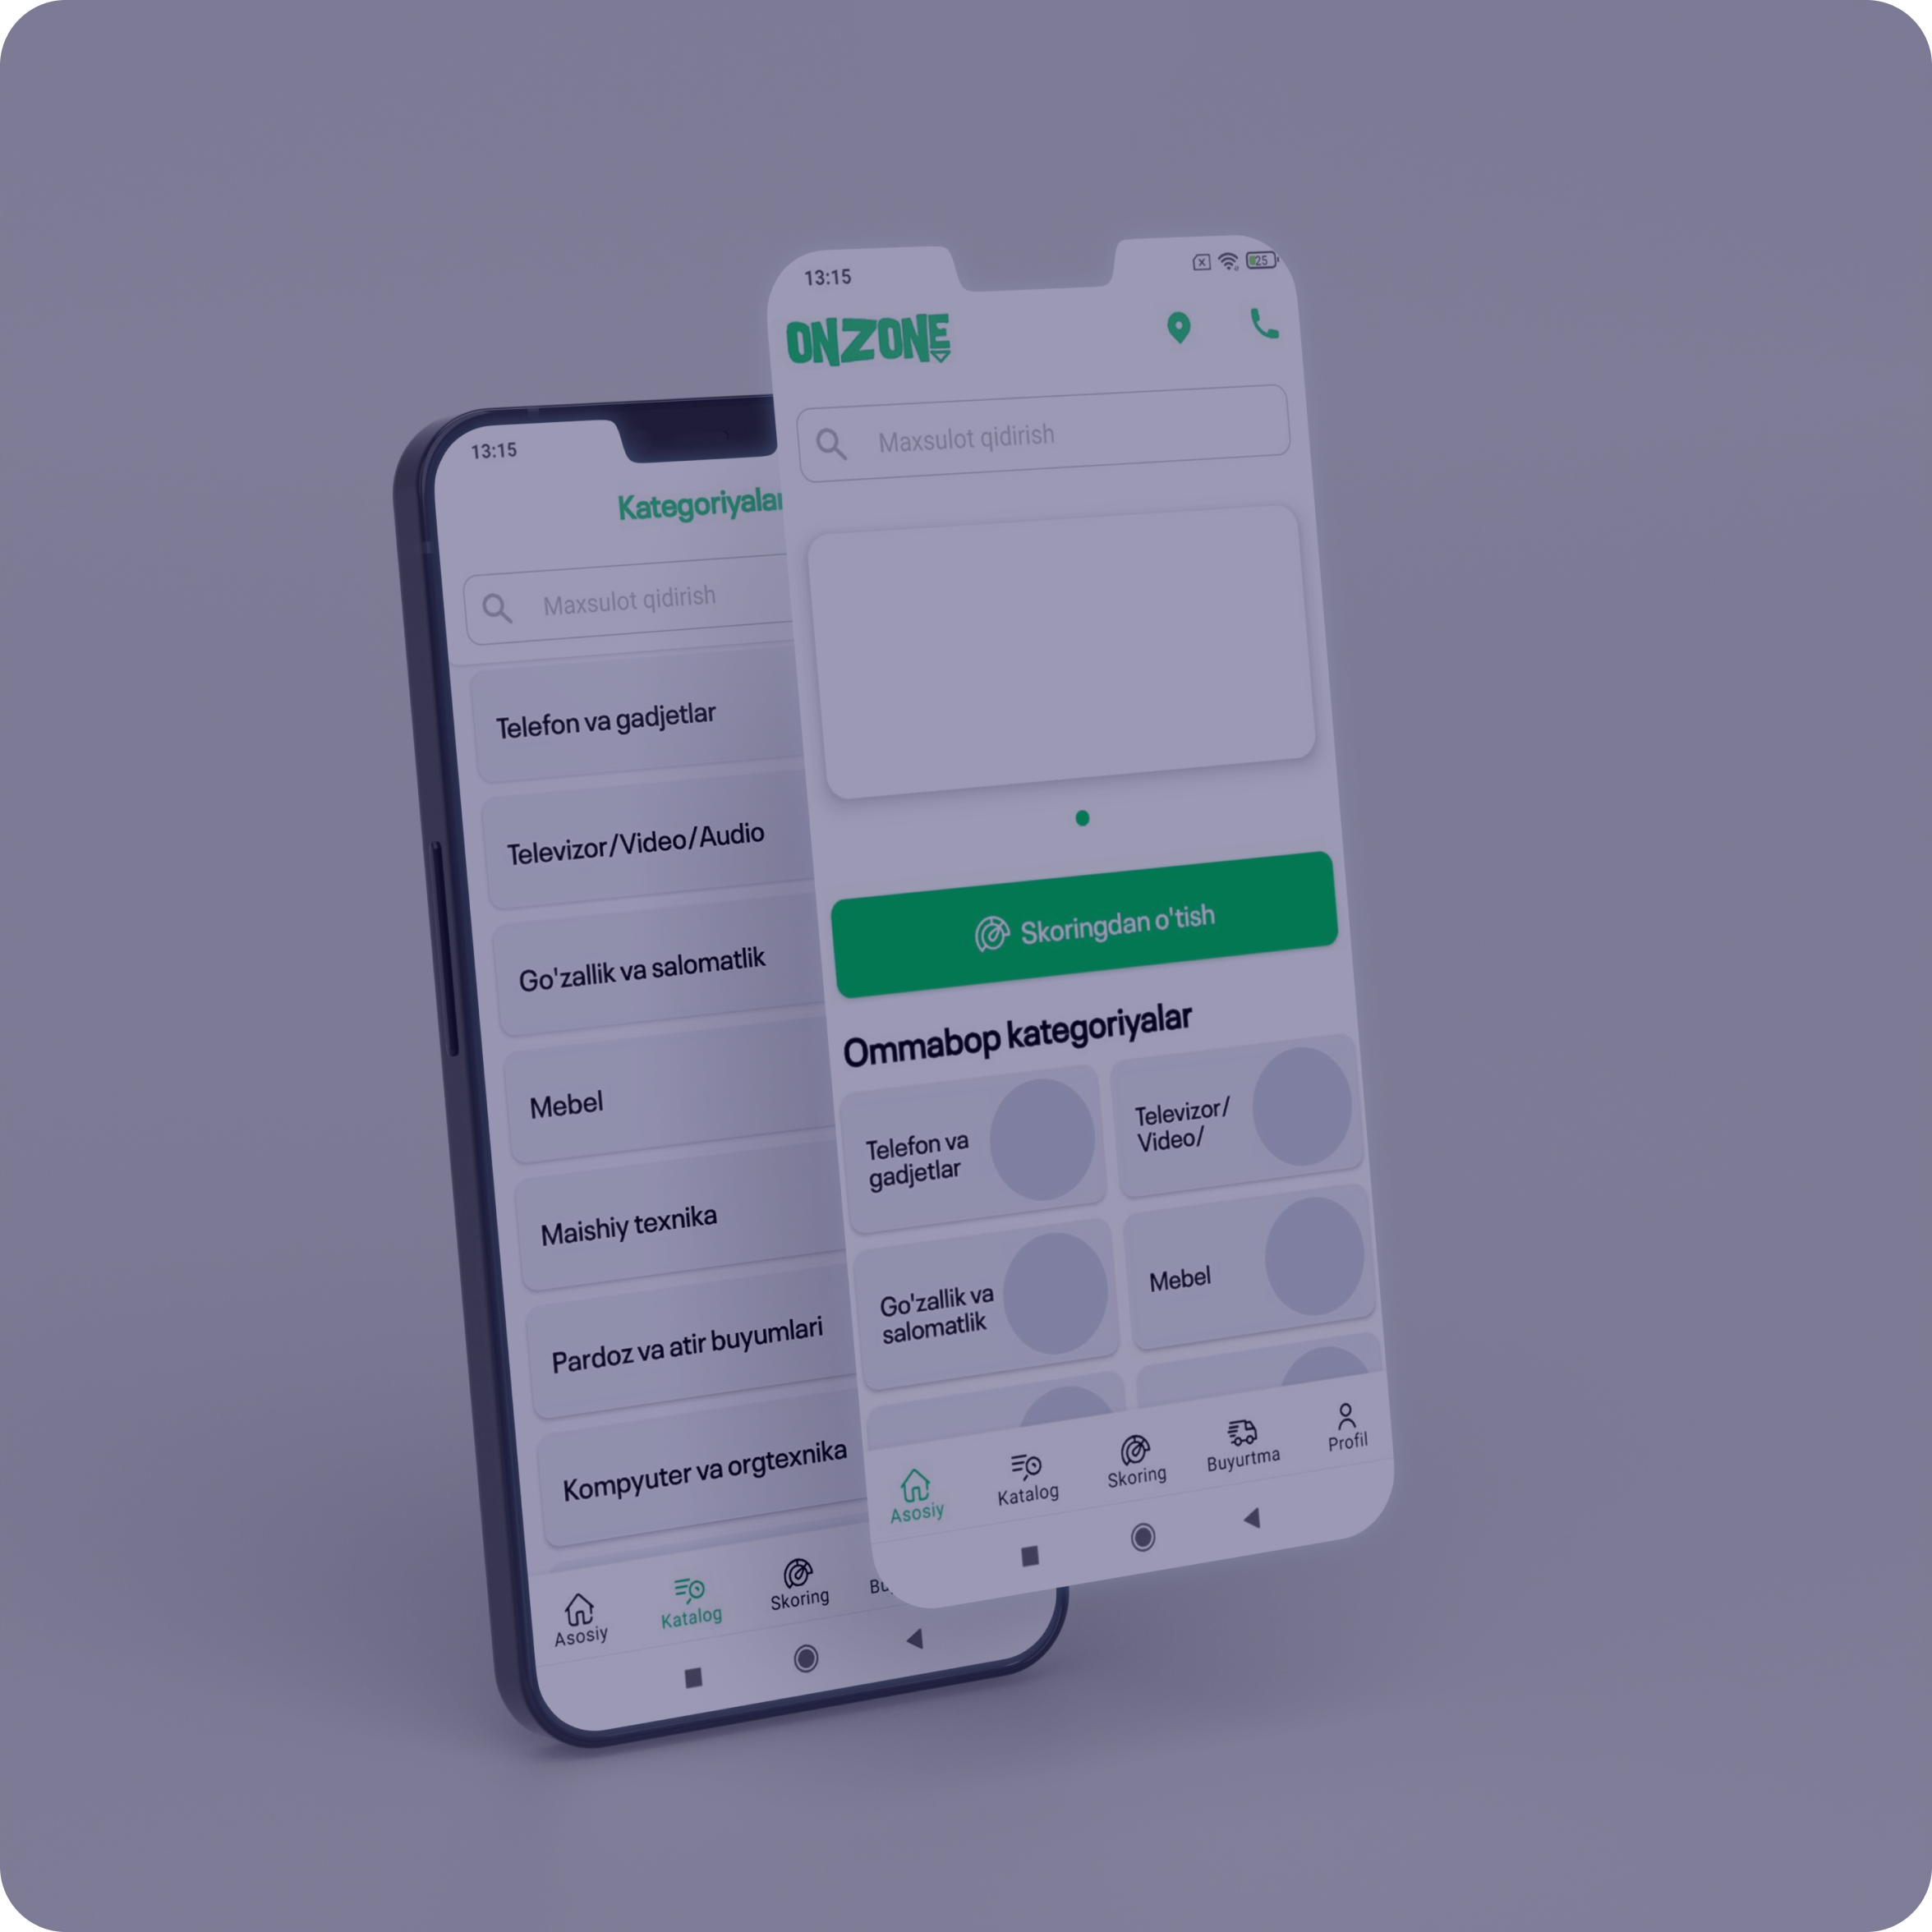 13:15
Kategoriyalar
Maxsulot qidirish
Telefon va gadjetlar
Televizor/Video/Audio
Go'zallik va salomatlik
Mebel
Maishiy texnika
Pardoz va atir buyumlari
Kompyuter va orgtexnika
Asosiy
Katalog
Skoring
13:15
25
ONZONE
Maxsulot qidirish
Skoringdan o'tish
Ommabop kategoriyalar
Telefon va
gadjetlar
Televizor/
Video/
Go'zallik va
salomatlik
Mebel
Asosiy
Katalog
Skoring
Buyurtma
Profil